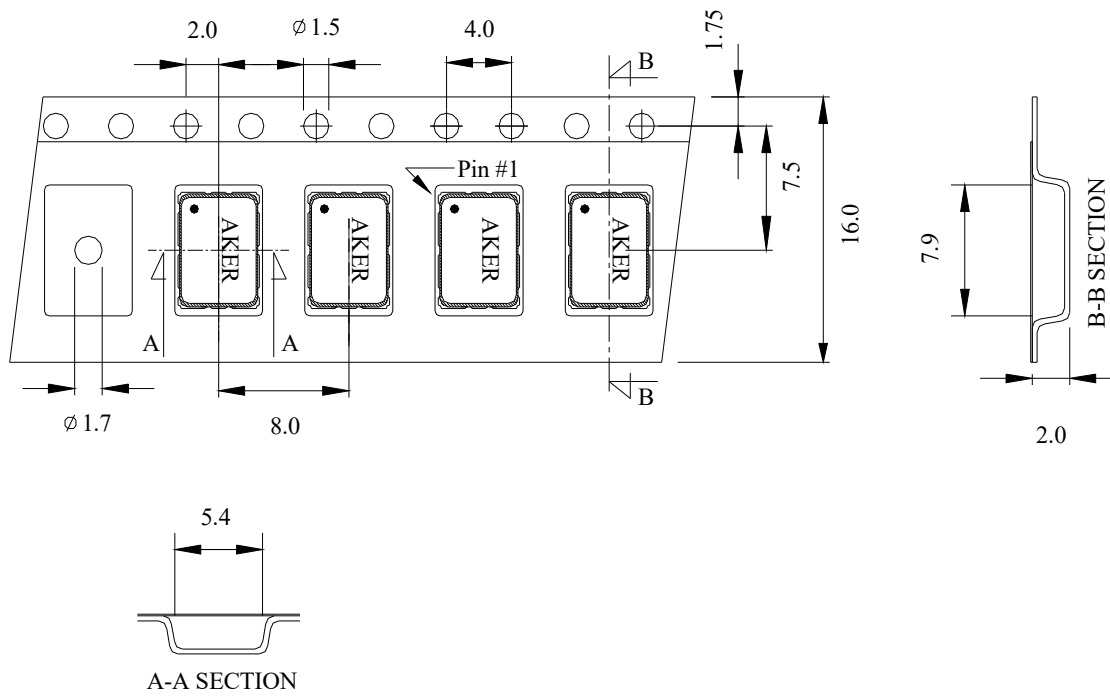 2.0
⌀1.5
4.0
B
1.75
Pin #1
7.5
16.0
AKER
AKER
AKER
AKER
7.9
B-B SECTION
A
A
B
⌀1.7
8.0
2.0
5.4
A-A SECTION